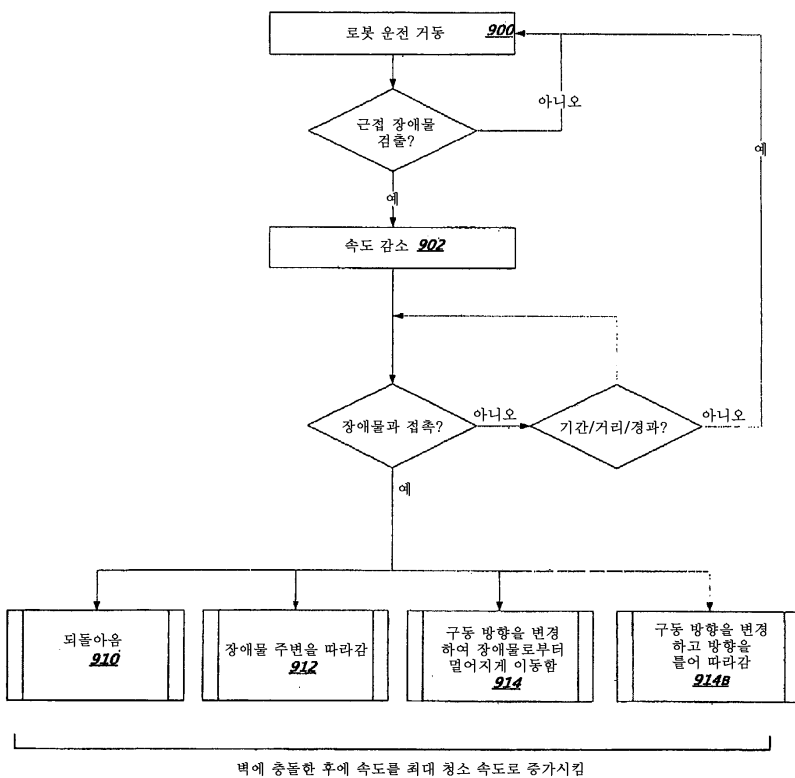 로봇 운전 거동 900
근접 장애물
검출?
아니오
예
예
속도 감소 902
장애물과 접촉?
아니오
기간/거리/경과?
아니오
예
되돌아옴
910
장애물 주변을 따라감
912
구동 방향을 변경
하여 장애물로부터
멀어지게 이동함
914
구동 방향을 변경
하고 방향을
틀어 따라감
914B
벽에 충돌한 후에 속도를 최대 청소 속도로 증가시킴